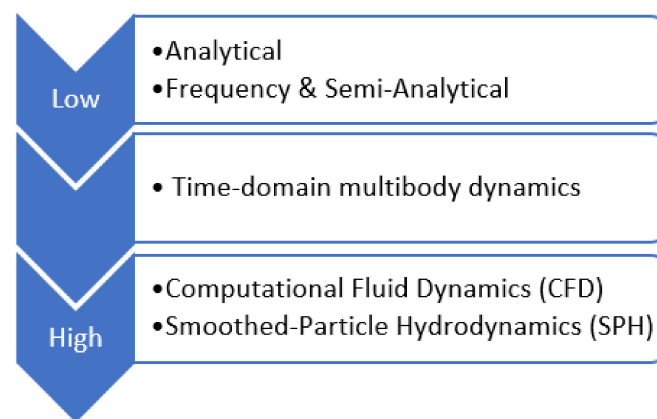 Low
•Analytical
•Frequency & Semi-Analytical
• Time-domain multibody dynamics
High
•Computational Fluid Dynamics (CFD)
•Smoothed-Particle Hydrodynamics (SPH)